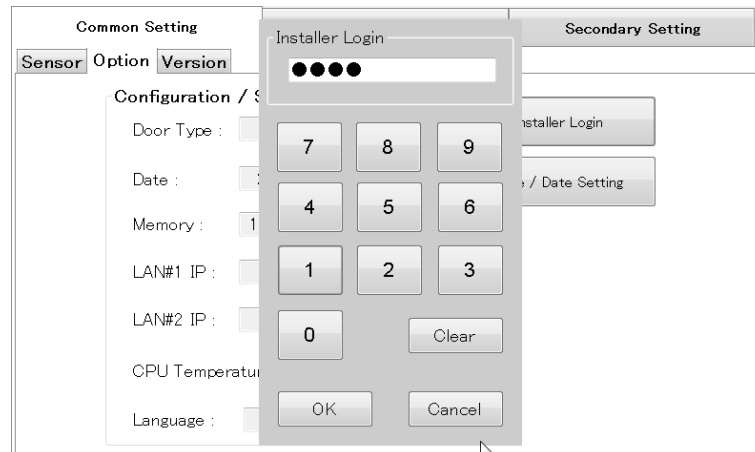 Common Setting
Secondary Setting
Sensor Option Version
Installer Login
●●●●
Configuration /
Installer Login
Door Type :
/ Date Setting
Date :
Memory : 1
LAN#1 IP :
LAN#2 IP :
CPU
Language :
7 8 9
4 5 6
1 2 3
0 Clear
OK Cancel